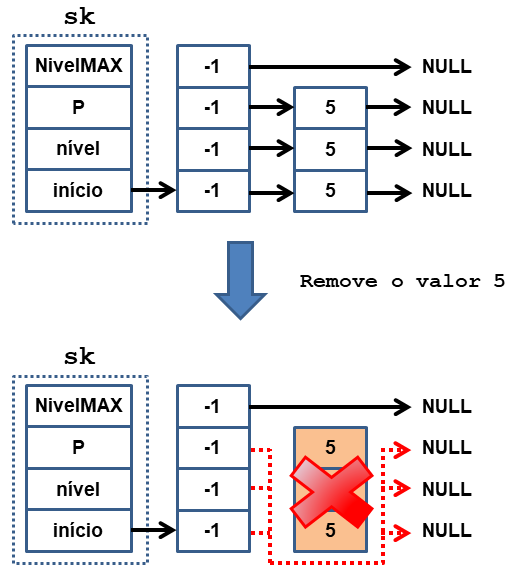 sk
NivelMAX -1 NULL
P -1 5 NULL
nível -1 5 NULL
início -1 5 NULL
Remove o valor 5
sk
NivelMAX -1 NULL
P -1 5 NULL
nível -1 NULL
início -1 5 NULL